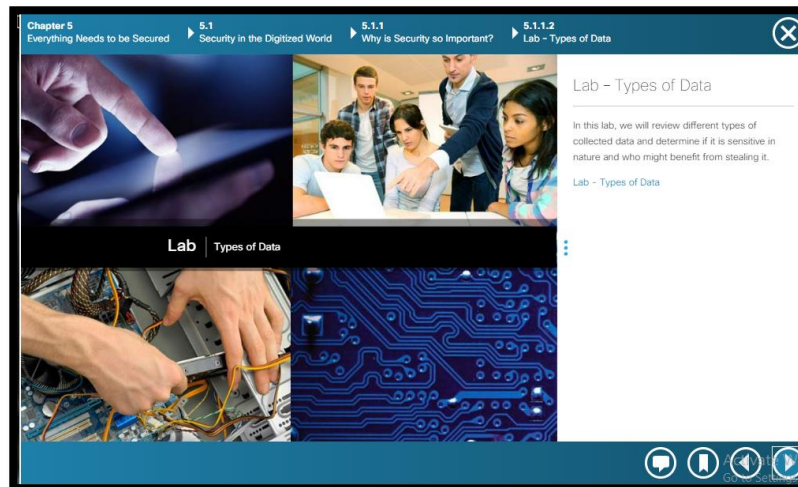 Chapter 5
Everything Needs to be Secured
5.1
Security in the Digitized World
5.1.1
Why is Security so Important?
5.1.1.2
Lab – Types of Data
Lab – Types of Data
In this lab, we will review different types of
collected data and determine if it is sensitive in
nature and who might benefit from stealing it.
Lab – Types of Data
Lab | Types of Data
Go to